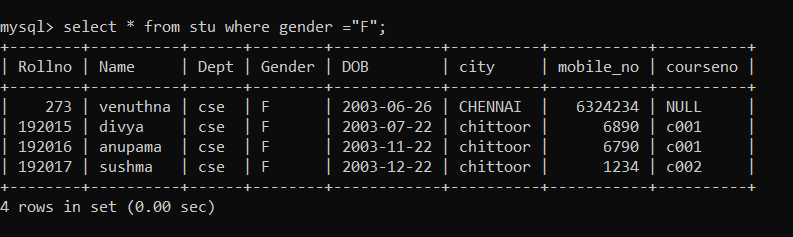 mysql> select * from stu where gender ="F";
+--------+----------+------+--------+------------+----------+-----------+----------+
| Rollno | Name     | Dept | Gender | DOB        | city     | mobile_no | courseno |
+--------+----------+------+--------+------------+----------+-----------+----------+
|    273 | venuthna | cse  | F      | 2003-06-26 | CHENNAI  |   6324234 | NULL     |
| 192015 | divya    | cse  | F      | 2003-07-22 | chittoor |      6890 | c001     |
| 192016 | anupama  | cse  | F      | 2003-11-22 | chittoor |      6790 | c001     |
| 192017 | sushma   | cse  | F      | 2003-12-22 | chittoor |      1234 | c002     |
+--------+----------+------+--------+------------+----------+-----------+----------+
4 rows in set (0.00 sec)